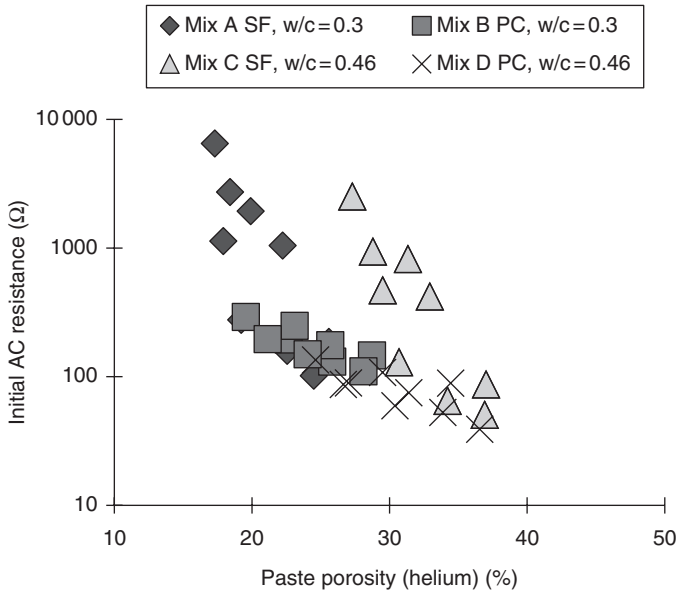 Mix A SF, w/c=0.3 Mix B PC, w/c=0.3
Mix C SF, w/c=0.46 Mix D PC, w/c=0.46
10 000
1000
100
10
Initial AC resistance (Ω)
10 20 30 40 50
Paste porosity (helium) (%)